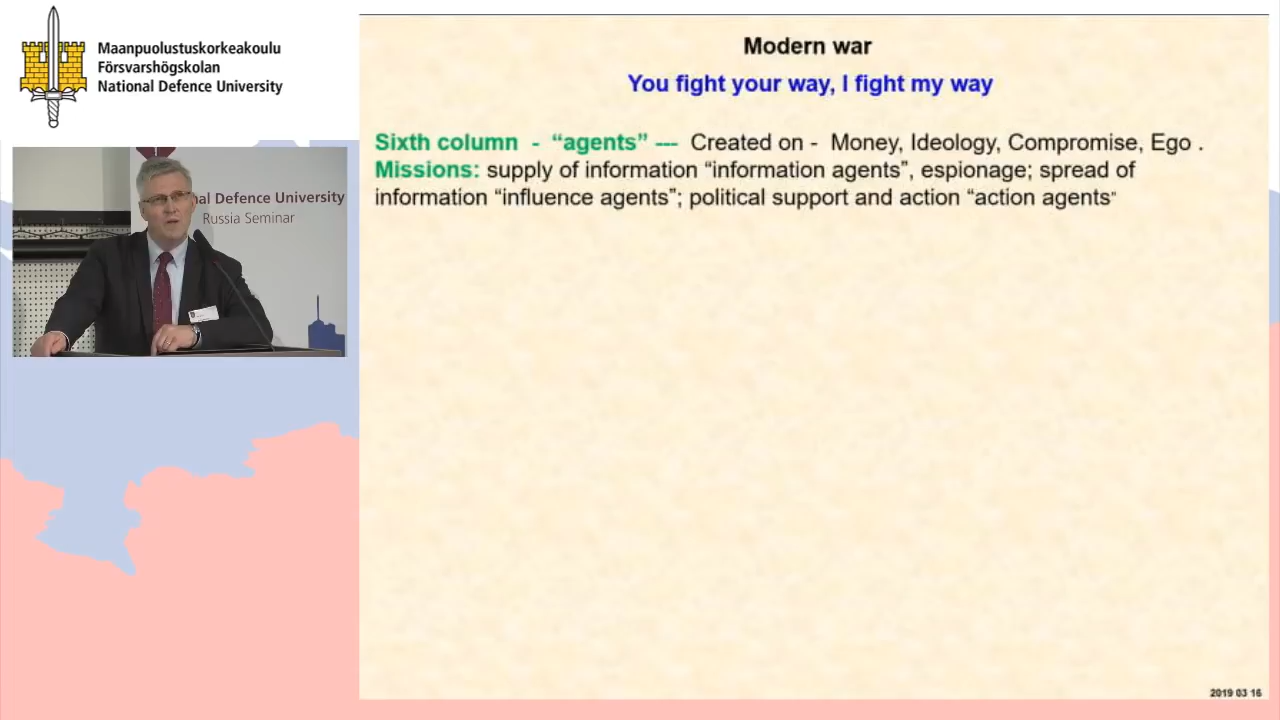 Maanpuolustuskorkeakoulu
Försvarshögskolan
National Defence University
nal Defence University
Russia Seminar
Modern war
You fight your way, I fight my way
Sixth column - “agents” --- Created on - Money, Ideology, Compromise, Ego .
Missions: supply of information “information agents”, espionage; spread of
information “influence agents”; political support and action “action agents”
2019 03 16